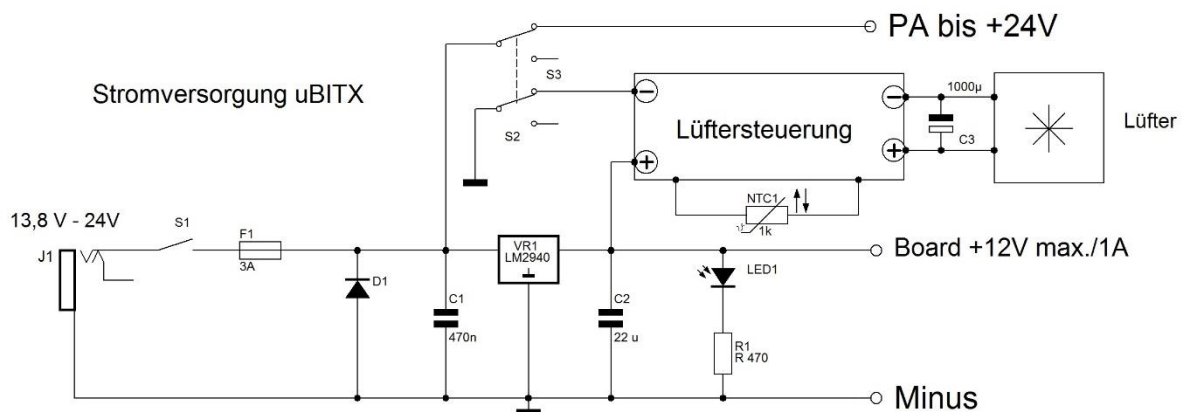 PA bis +24V
S3
Stromversorgung uBITX
S2
Lüftersteuerung
1000µ
C3
Lüfter
NTC1
1k
13,8 V - 24V
S1
J1
F1
3A
D1
VR1
LM2940
Board +12V max./1A
LED1
C1
470n
C2
22 u
R1
R 470
Minus